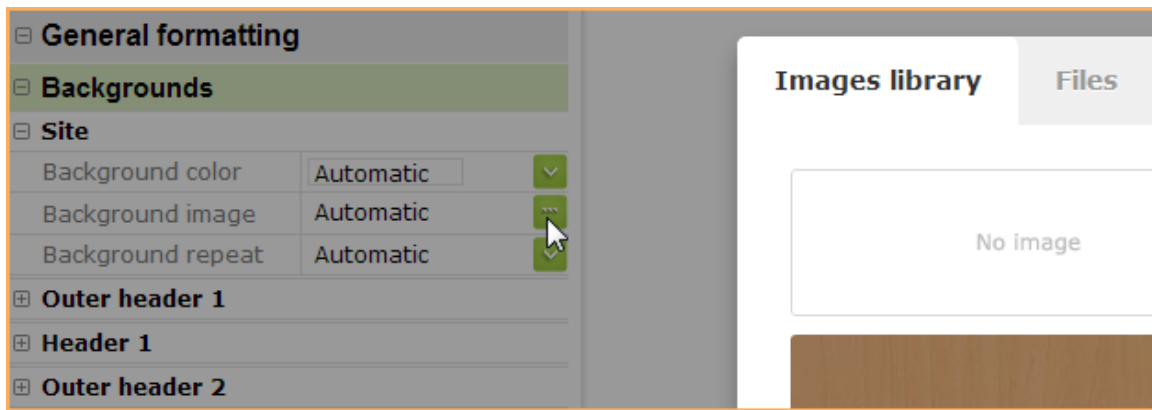 General formatting
Backgrounds
Site
Background color Automatic
Background image Automatic
Background repeat Automatic
Outer header 1
Header 1
Outer header 2
Images library Files
No image